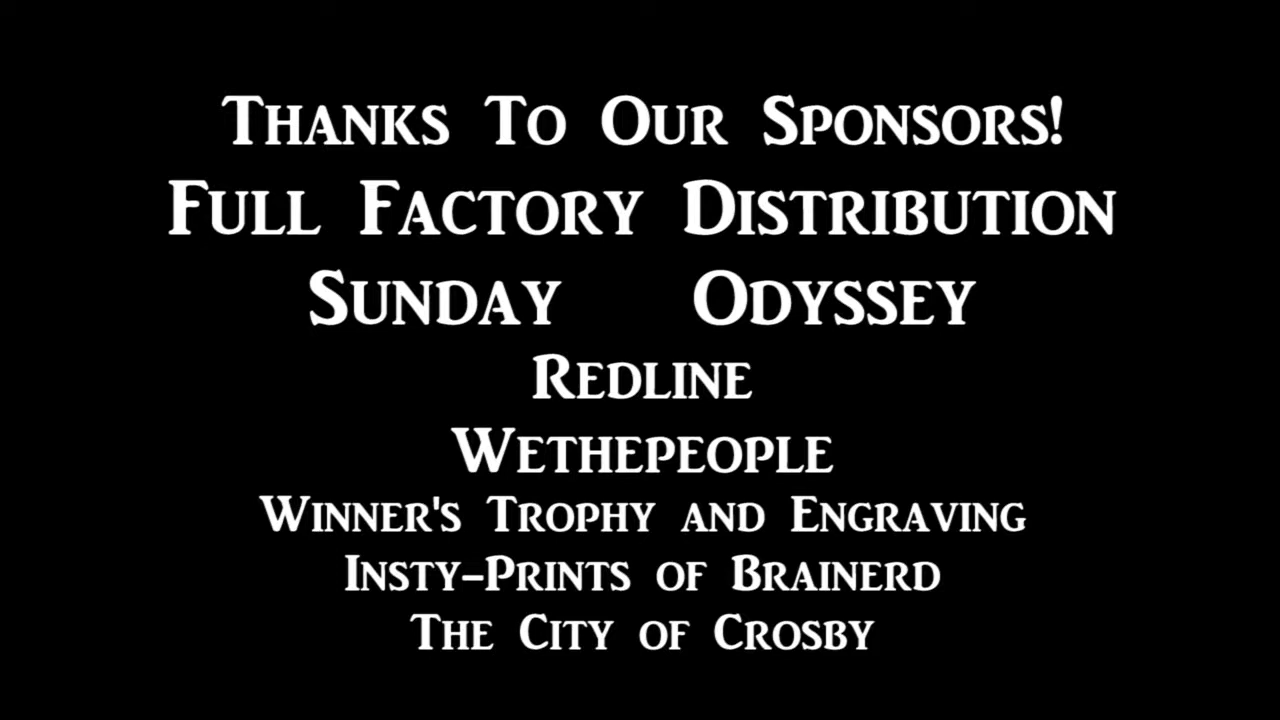 Thanks To Our Sponsors!
Full Factory Distribution
Sunday Odyssey
Redline
Wethepeople
Winner's Trophy and Engraving
Insty-Prints of Brainerd
The City of Crosby